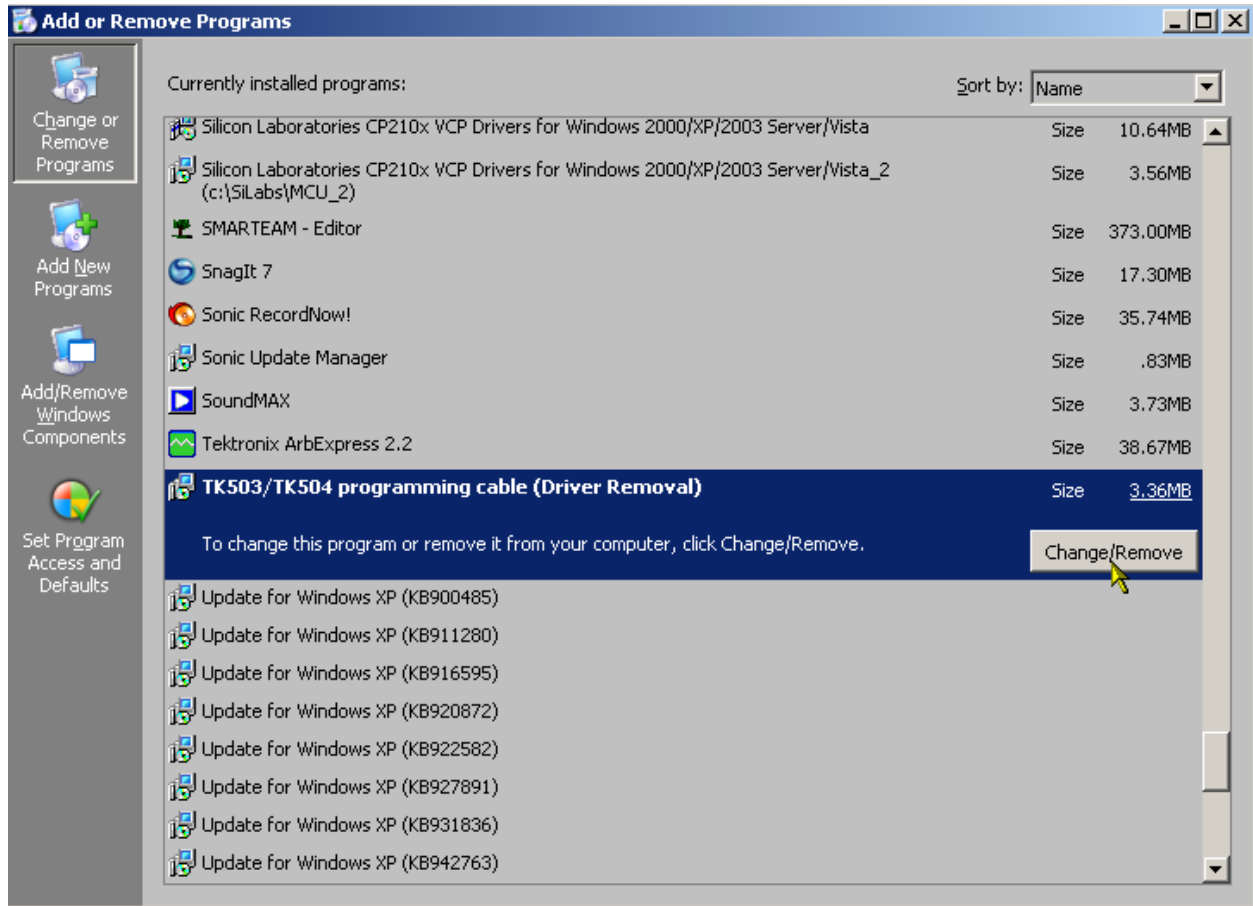 Add or Remove Programs
Change or
Remove
Programs
Add New
Programs
Add/Remove
Windows
Components
Set Program
Access and
Defaults
Currently installed programs:
Sort by: Name
Silicon Laboratories CP210x VCP Drivers for Windows 2000/XP/2003 Server/Vista Size 10.64MB
Silicon Laboratories CP210x VCP Drivers for Windows 2000/XP/2003 Server/Vista_2 Size 3.56MB
(c:\SiLabs\MCU_2)
SMARTEAM - Editor Size 373.00MB
SnagIt 7 Size 17.30MB
Sonic RecordNow! Size 35.74MB
Sonic Update Manager Size .83MB
SoundMAX Size 3.73MB
Tektronix ArbExpress 2.2 Size 38.67MB
TK503/TK504 programming cable (Driver Removal) Size 3.36MB
To change this program or remove it from your computer, click Change/Remove. Change/Remove
Update for Windows XP (KB900485)
Update for Windows XP (KB911280)
Update for Windows XP (KB916595)
Update for Windows XP (KB920872)
Update for Windows XP (KB922582)
Update for Windows XP (KB927891)
Update for Windows XP (KB931836)
Update for Windows XP (KB942763)